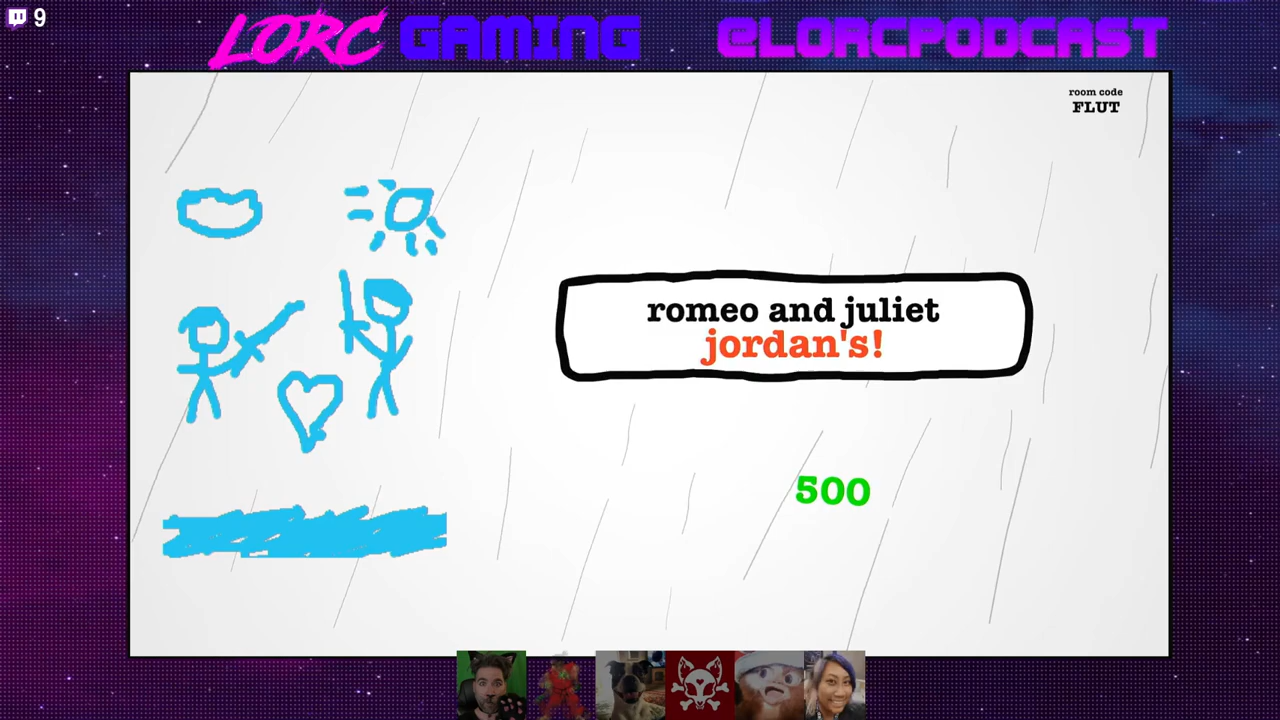 9
LORC GAMING @LORCPODCAST
room code
FLUT
romeo and juliet
jordan's!
500